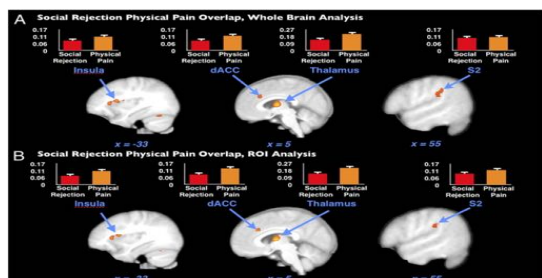 A Social Rejection Physical Pain Overlap, Whole Brain Analysis
0.17 0.17 0.27 0.17
0.11 0.11 0.18 0.11
0.06 0.06 0.09 0.06
0 0 0 0
Social Physical Social Physical Social Physical Social Physical
Rejection Pain Rejection Pain Rejection Pain Rejection Pain
Insula dACC Thalamus S2
x = -33 x = 5 x = 55
B Social Rejection Physical Pain Overlap, ROI Analysis
0.17 0.17 0.27 0.17
0.11 0.11 0.18 0.11
0.06 0.06 0.09 0.06
0 0 0 0
Social Physical Social Physical Social Physical Social Physical
Rejection Pain Rejection Pain Rejection Pain Rejection Pain
Insula dACC Thalamus S2